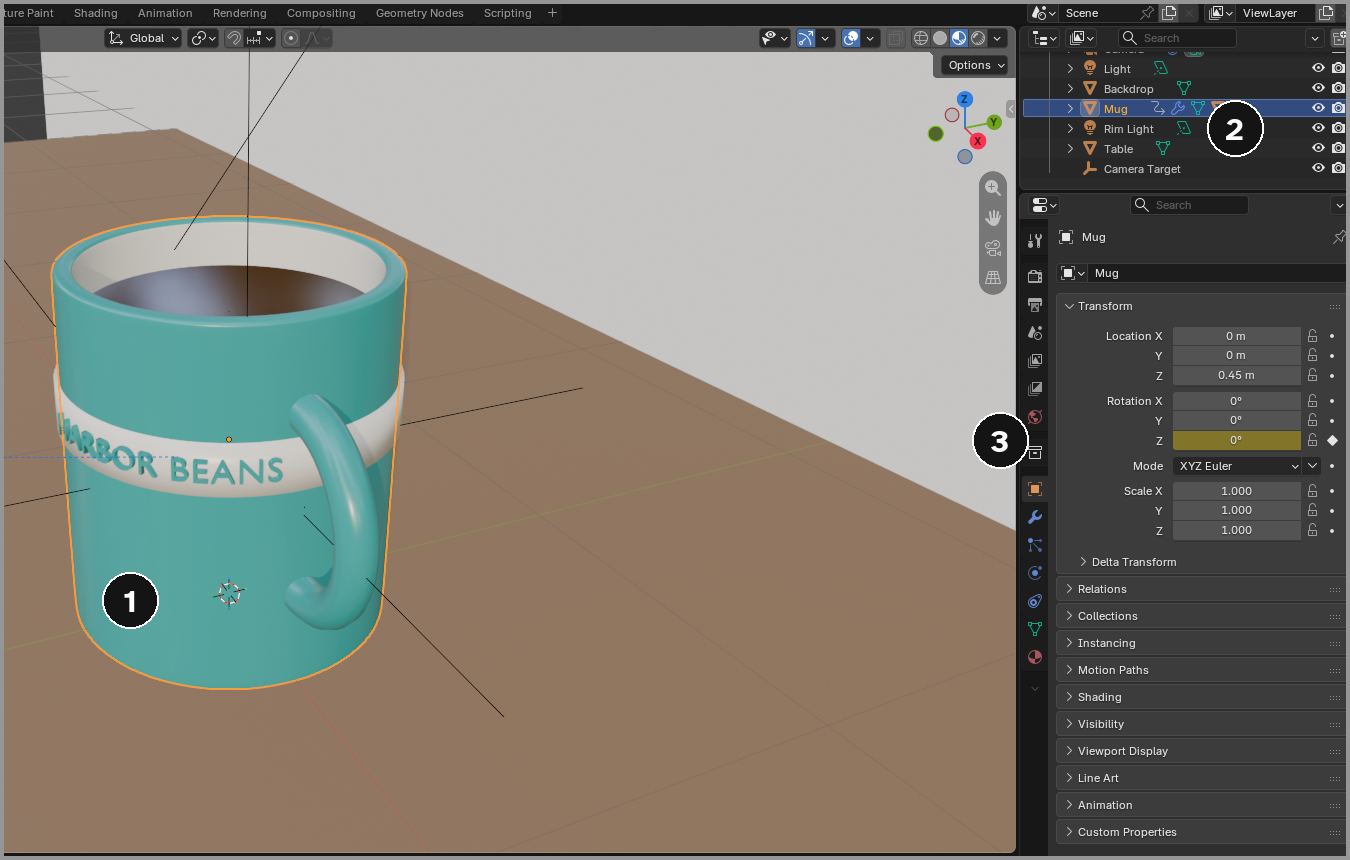 ture Paint Shading Animation Rendering Compositing Geometry Nodes Scripting +
Scene
ViewLayer
Global
Options
Search
Z
Y
X
Light
Backdrop
Mug
Rim Light
Table
Camera Target
2
HARBOR BEANS
1
3
Search
Mug
Mug
Transform
Location X 0 m
Y 0 m
Z 0.45 m
Rotation X 0°
Y 0°
Z 0°
Mode XYZ Euler
Scale X 1.000
Y 1.000
Z 1.000
Delta Transform
Relations
Collections
Instancing
Motion Paths
Shading
Visibility
Viewport Display
Line Art
Animation
Custom Properties